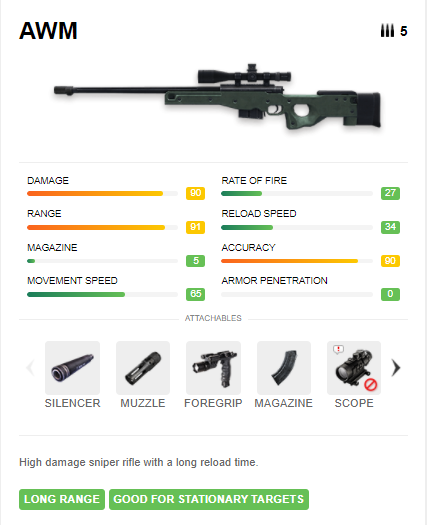 AWM 5
DAMAGE 90 RATE OF FIRE 27
RANGE 91 RELOAD SPEED 34
MAGAZINE 5 ACCURACY 90
MOVEMENT SPEED 65 ARMOR PENETRATION 0
ATTACHABLES
SILENCER MUZZLE FOREGRIP MAGAZINE SCOPE
High damage sniper rifle with a long reload time.
LONG RANGE GOOD FOR STATIONARY TARGETS